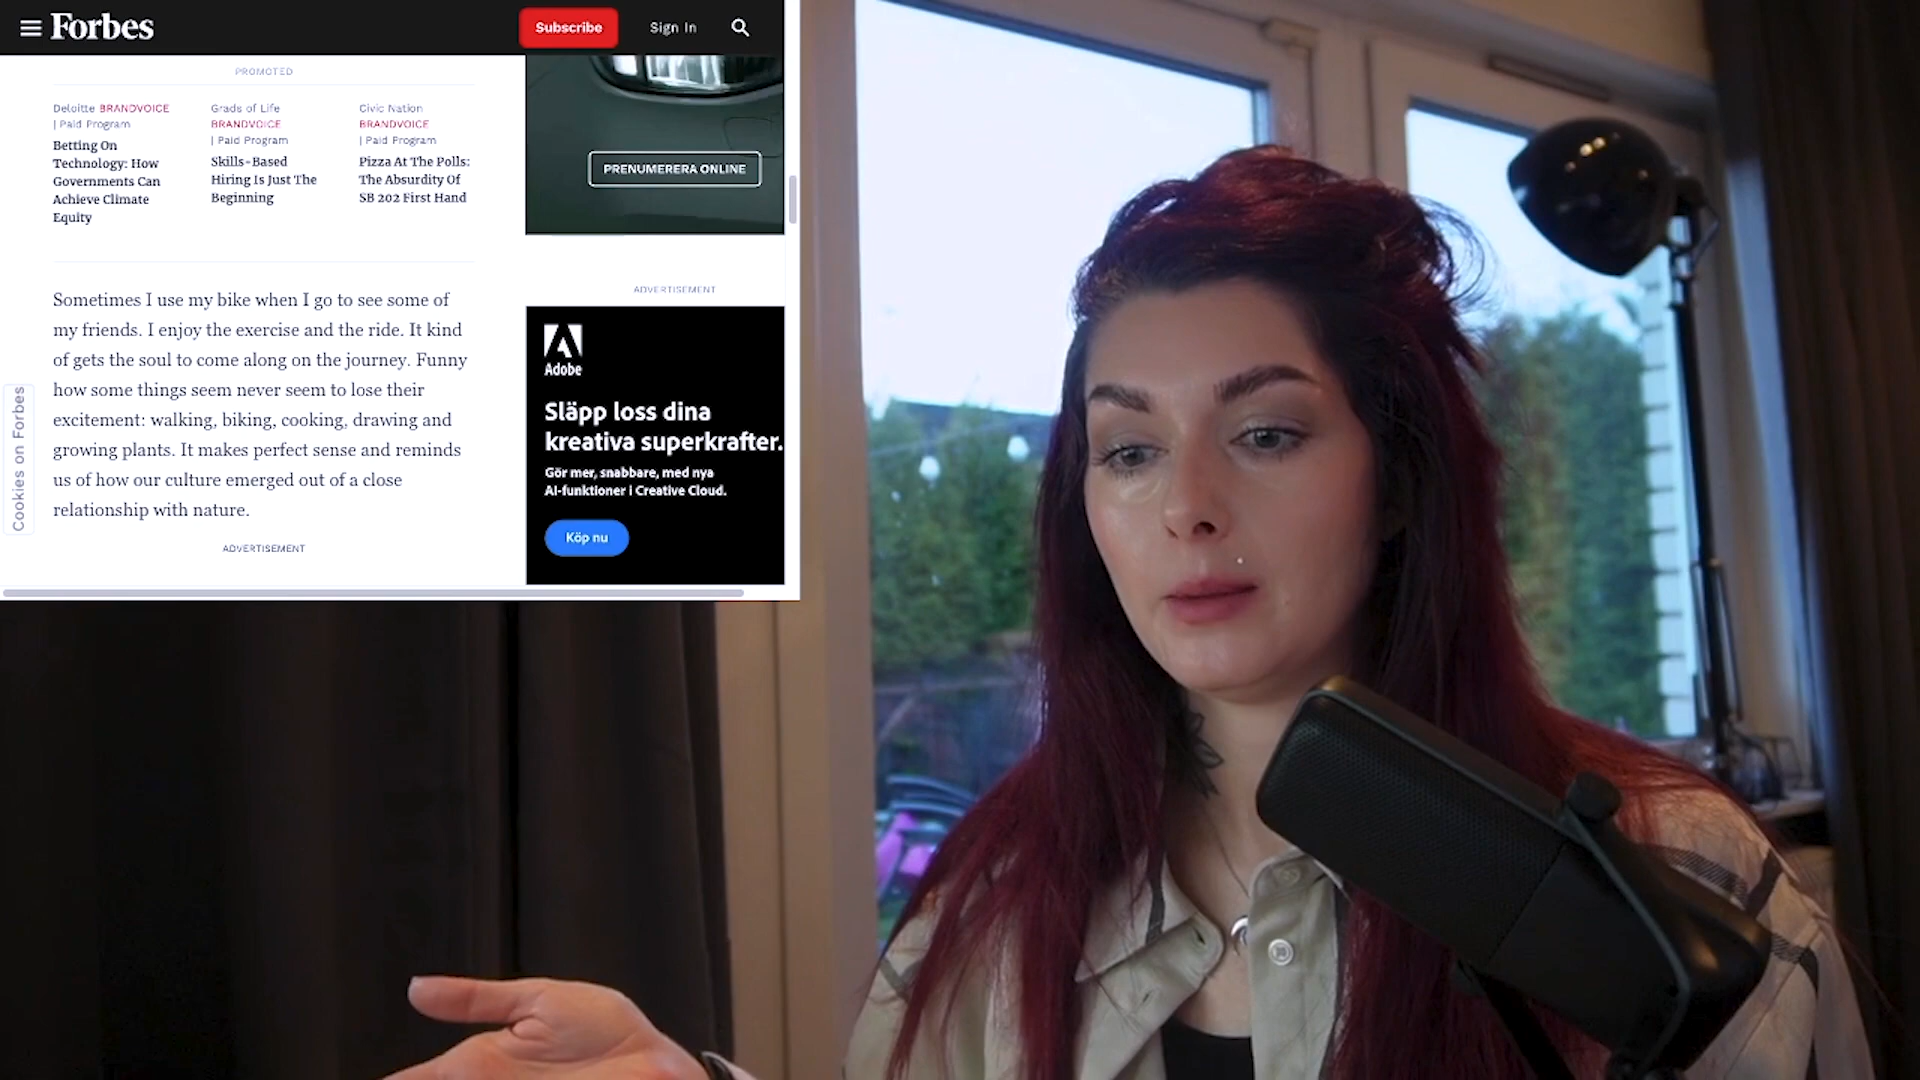 Forbes
Subscribe
Sign In
PROMOTED
Deloitte BRANDVOICE
| Paid Program
Betting On
Technology: How
Governments Can
Achieve Climate
Equity
Grads of Life
BRANDVOICE
| Paid Program
Skills-Based
Hiring Is Just The
Beginning
Civic Nation
BRANDVOICE
| Paid Program
Pizza At The Polls:
The Absurdity Of
SB 202 First Hand
PRENUMERERA ONLINE
Sometimes I use my bike when I go to see some of
my friends. I enjoy the exercise and the ride. It kind
of gets the soul to come along on the journey. Funny
how some things seem never seem to lose their
excitement: walking, biking, cooking, drawing and
growing plants. It makes perfect sense and reminds
us of how our culture emerged out of a close
relationship with nature.
ADVERTISEMENT
ADVERTISEMENT
Adobe
Släpp loss dina
kreativa superkrafter.
Gör mer, snabbare, med nya
AI-funktioner i Creative Cloud.
Köp nu
Cookies on Forbes